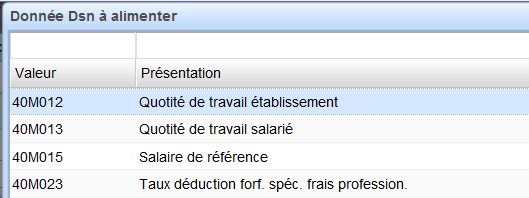 Donnée Dsn à alimenter
Valeur Présentation
40M012 Quotité de travail établissement
40M013 Quotité de travail salarié
40M015 Salaire de référence
40M023 Taux déduction forf. spéc. frais profession.